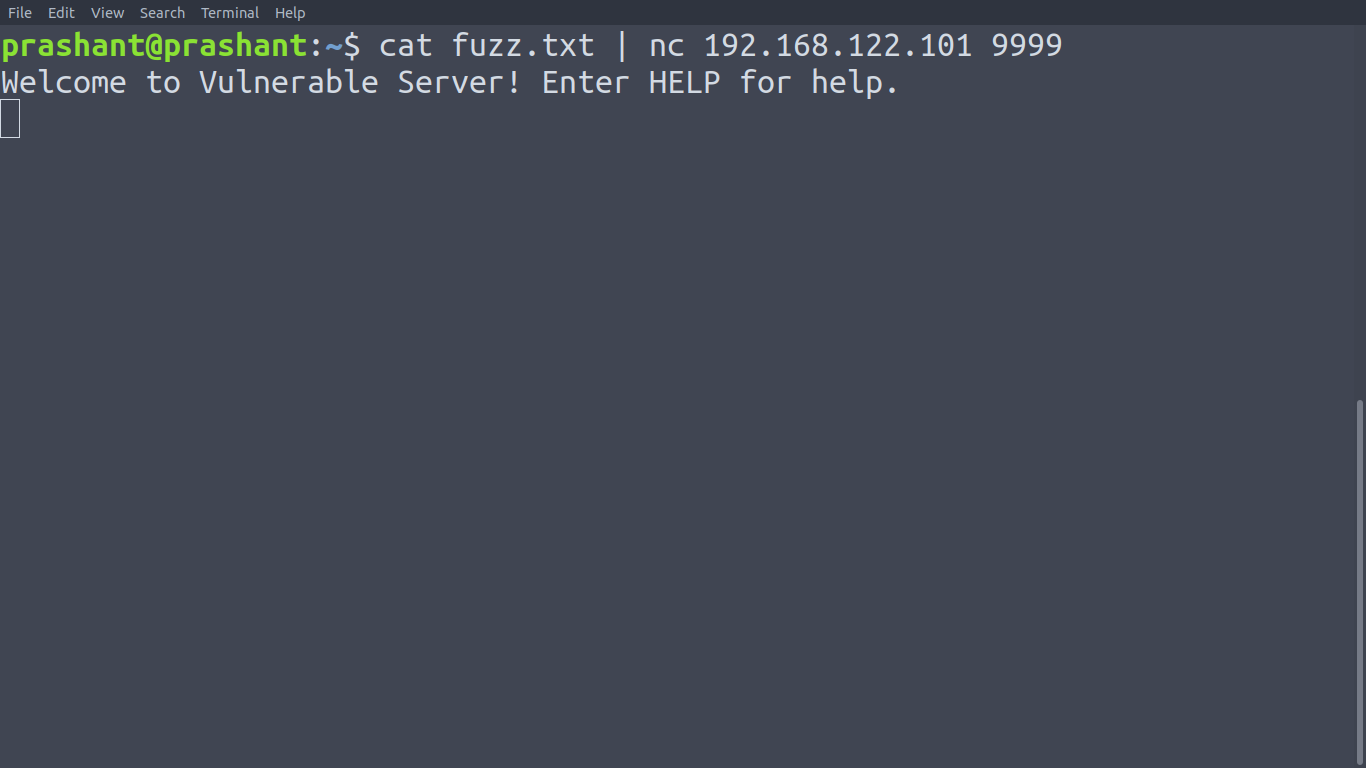 File Edit View Search Terminal Help
prashant@prashant:~$ cat fuzz.txt | nc 192.168.122.101 9999
Welcome to Vulnerable Server! Enter HELP for help.